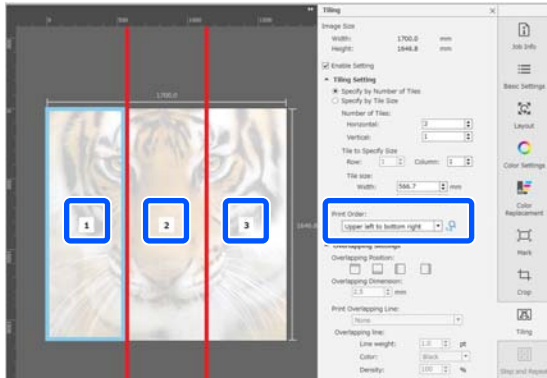 Tiling
Image Size
Width: 1700.0 mm
Height: 1646.8 mm
Enable Setting
Tiling Setting
Specify by Number of Tiles
Specify by Tile Size
Number of Tiles:
Horizontal: 3
Vertical: 1
Tile to Specify Size
Row: 1 Column: 1
Tile size:
Width: 566.7 mm
Print Order:
Upper left to bottom right
Overlapping Settings
Overlapping Position:
Overlapping Dimension:
mm
Print Overlapping Line:
None
Overlapping line:
Line weight: 1.0 pt
Color: Black
Density: 100 %
Job Info
Basic Settings
Layout
Color Settings
Color
Replacement
Mark
Crop
Tiling
Step and Repeat
0 500 1000 1500
1700.0
1 2 3